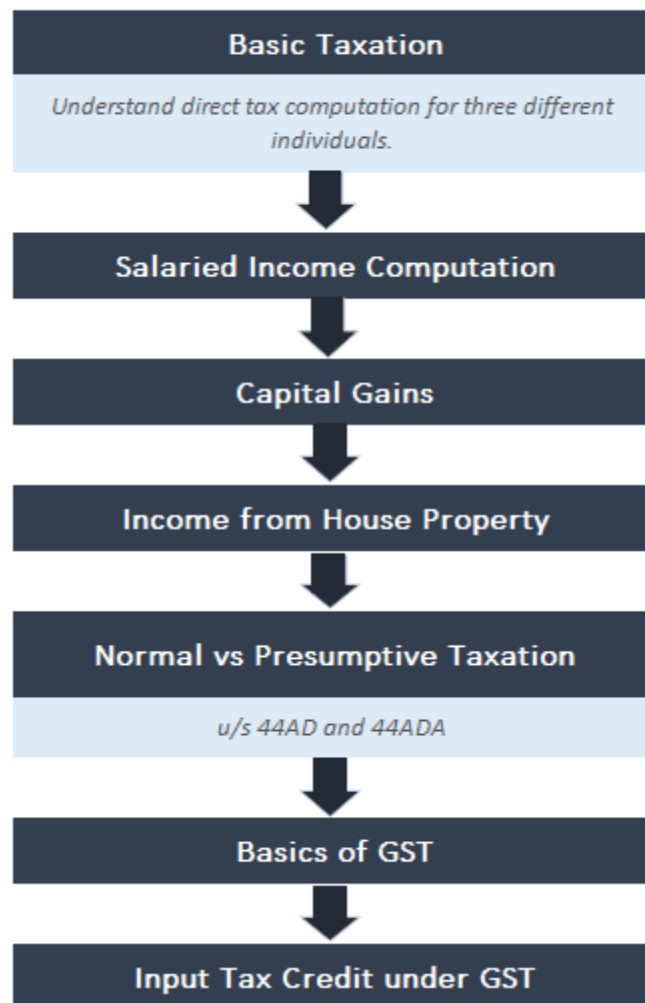 Basic Taxation
Understand direct tax computation for three different
individuals.
Salaried Income Computation
Capital Gains
Income from House Property
Normal vs Presumptive Taxation
u/s 44AD and 44ADA
Basics of GST
Input Tax Credit under GST